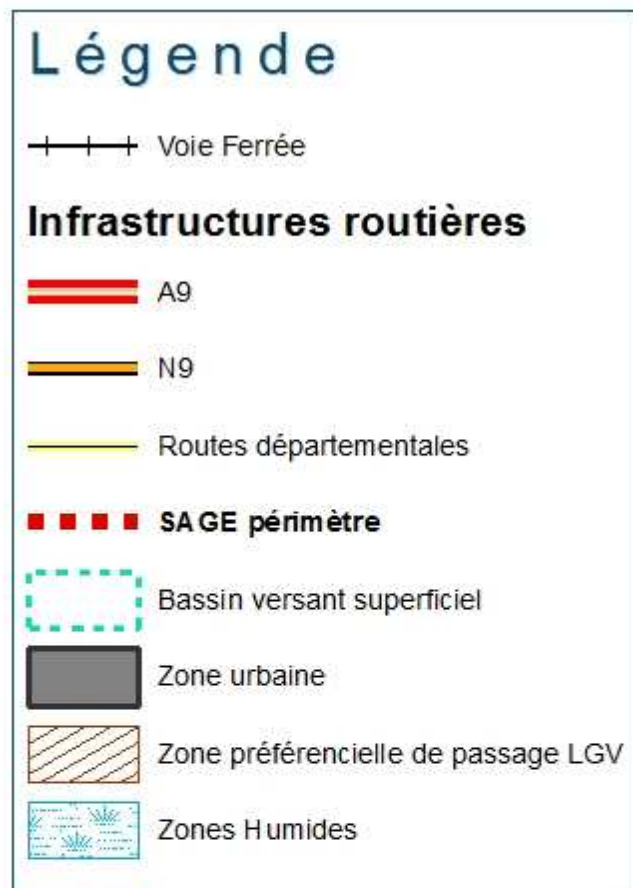 Légende
Voie Ferrée
Infrastructures routières
A9
N9
Routes départementales
SAGE périmètre
Bassin versant superficiel
Zone urbaine
Zone préférencielle de passage LGV
Zones Humides